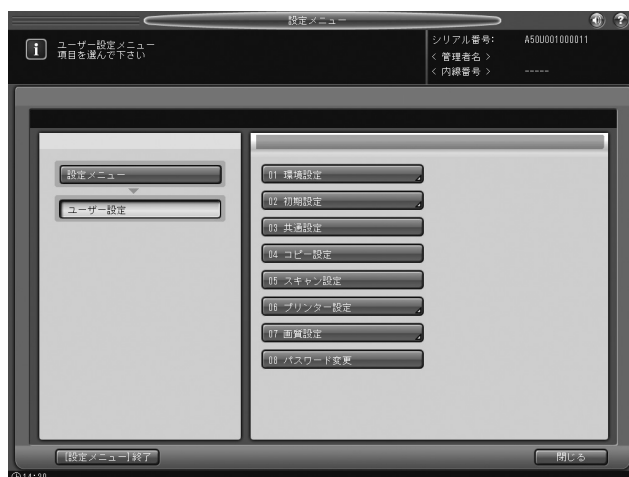 設定メニュー
ユーザー設定メニュー
項目を選んで下さい
シリアル番号: A50U001000011
< 管理者名 >
< 内線番号 > -----
設定メニュー
ユーザー設定
01 環境設定
02 初期設定
03 共通設定
04 コピー設定
05 スキャン設定
06 プリンター設定
07 画質設定
08 パスワード変更
[設定メニュー]終了
閉じる